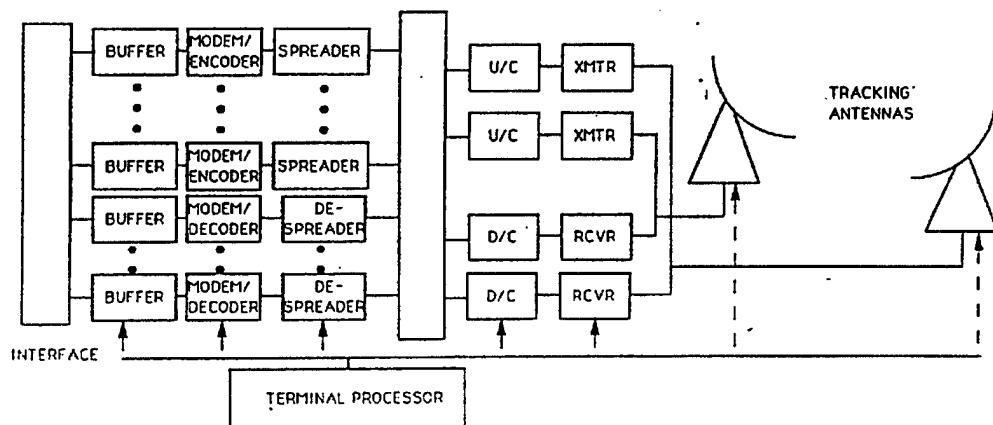 BUFFER MODEM/ENCODER SPREADER U/C XMTR
TRACKING ANTENNAS
U/C XMTR
BUFFER MODEM/ENCODER SPREADER
BUFFER MODEM/DECODER DE-SPREADER D/C RCVR
BUFFER MODEM/DECODER DE-SPREADER D/C RCVR
INTERFACE
TERMINAL PROCESSOR